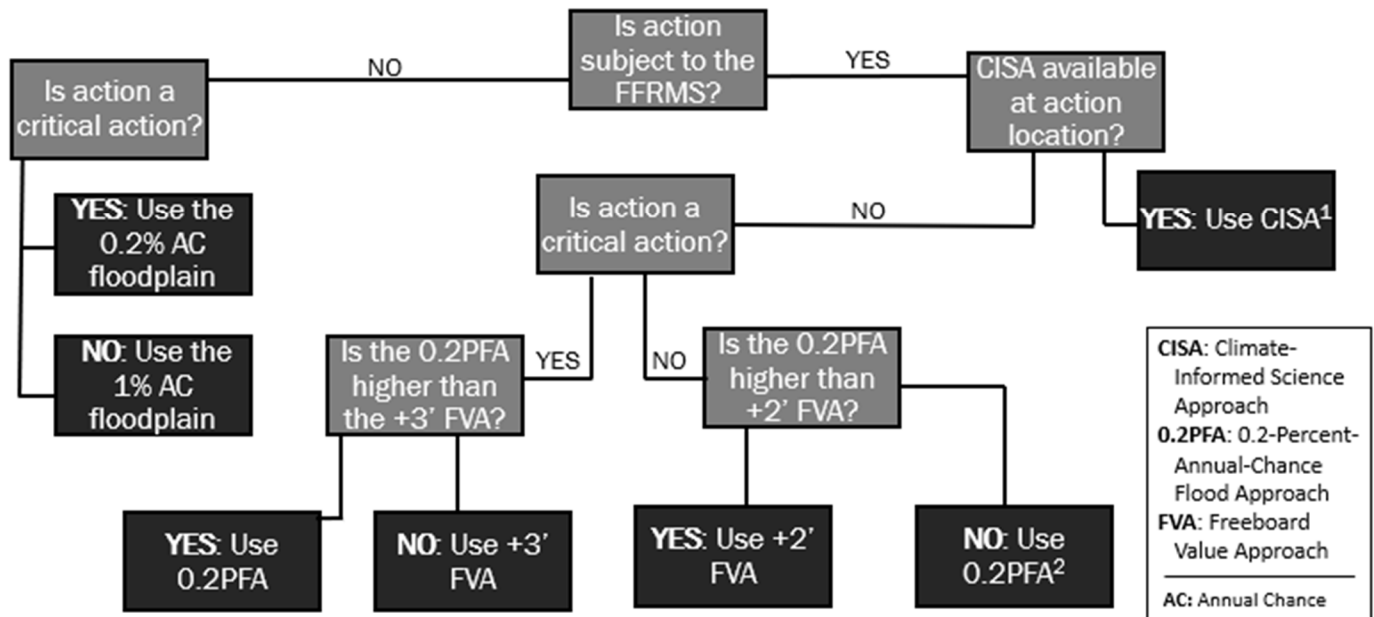 Is action
subject to the
FFRMS?
NO
YES
Is action a
critical action?
CISA available
at action
location?
YES: Use the
0.2% AC
floodplain
NO: Use the
1% AC
floodplain
Is action a
critical action?
NO
YES: Use CISA¹
Is the 0.2PFA
higher than
the +3’ FVA?
YES
NO
Is the 0.2PFA
higher than
+2’ FVA?
YES: Use
0.2PFA
NO: Use +3’
FVA
YES: Use +2’
FVA
NO: Use
0.2PFA²
CISA: Climate-
Informed Science
Approach
0.2PFA: 0.2-Percent-
Annual-Chance
Flood Approach
FVA: Freeboard
Value Approach
AC: Annual Chance